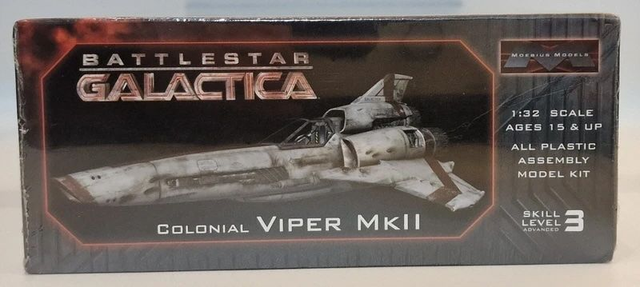 BATTLESTAR
GALACTICA
MOEBIUS MODELS
1:32 SCALE
AGES 15 & UP
ALL PLASTIC
ASSEMBLY
MODEL KIT
COLONIAL VIPER MKII
SKILL
LEVEL 3
ADVANCED